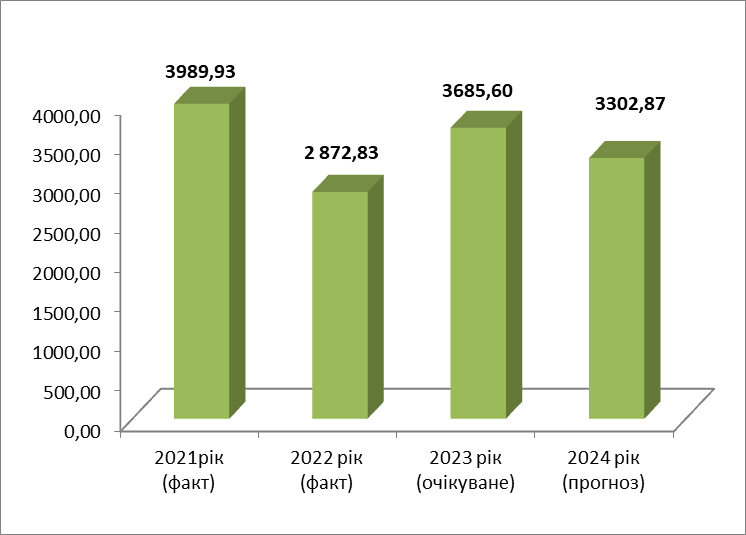 3989,93
2 872,83
3685,60
3302,87
4000,00
3500,00
3000,00
2500,00
2000,00
1500,00
1000,00
500,00
0,00
2021рік
(факт)
2022 рік
(факт)
2023 рік
(очікуване)
2024 рік
(прогноз)